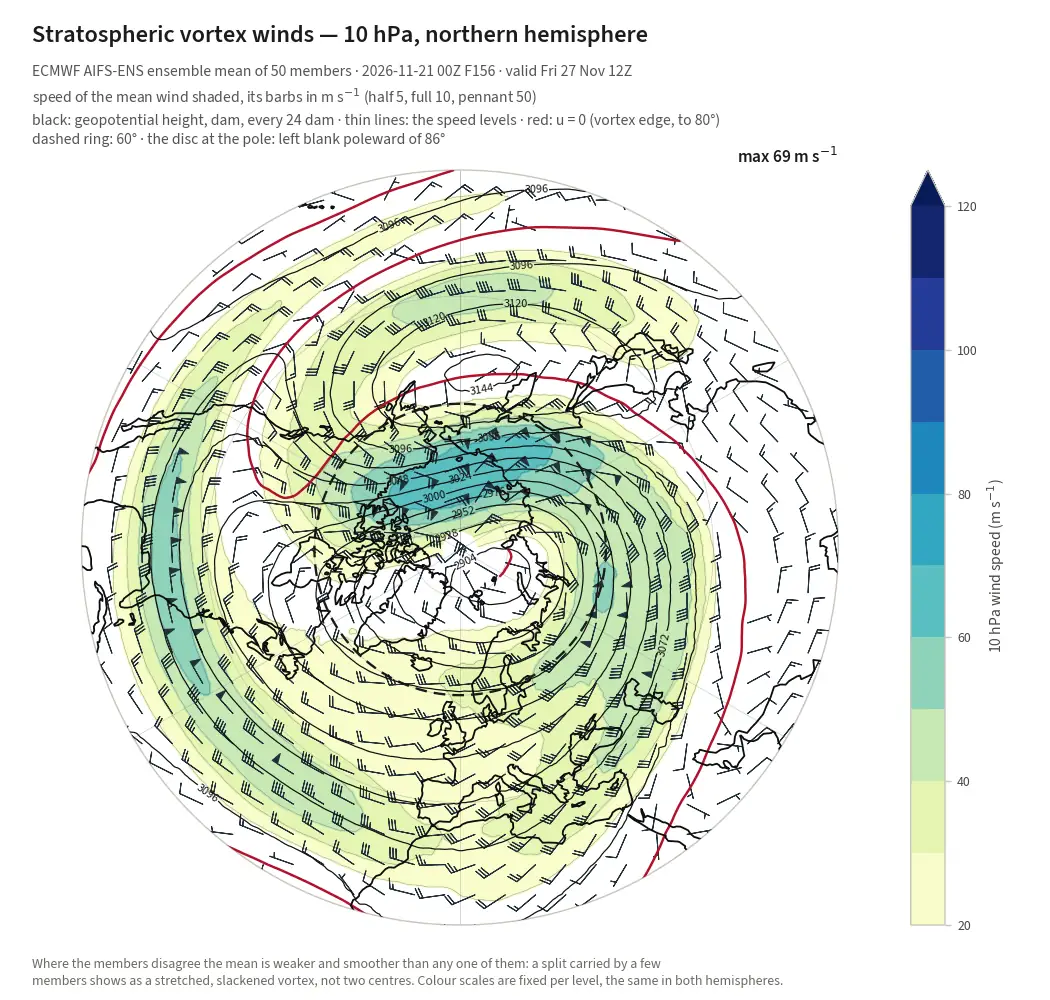 Stratospheric vortex winds — 10 hPa, northern hemisphere
ECMWF AIFS-ENS ensemble mean of 50 members · 2026-11-21 00Z F156 · valid Fri 27 Nov 12Z
speed of the mean wind shaded, its barbs in m s⁻¹ (half 5, full 10, pennant 50)
black: geopotential height, dam, every 24 dam · thin lines: the speed levels · red: u = 0 (vortex edge, to 80°)
dashed ring: 60° · the disc at the pole: left blank poleward of 86°
max 69 m s⁻¹
3096
3096
3096
3120
3120
3144
3096
3000
2952
2928
2904
3072
3096
120
100
80
60
40
20
10 hPa wind speed (m s⁻¹)
Where the members disagree the mean is weaker and smoother than any one of them: a split carried by a few
members shows as a stretched, slackened vortex, not two centres. Colour scales are fixed per level, the same in both hemispheres.